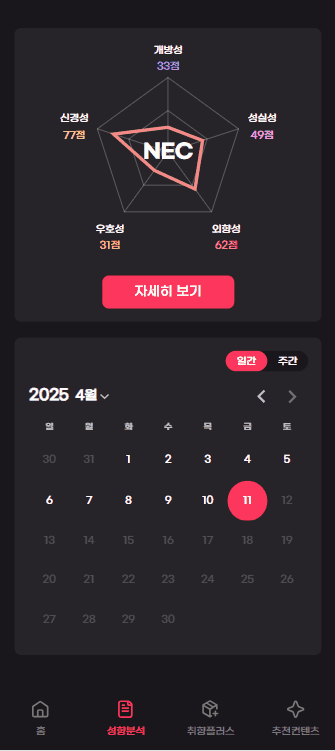 개방성
33점
신경성
성실성
77점
49점
NEC
우호성
외향성
31점
62점
자세히 보기
일간 주간
2025 4월
일 월 화 수 목 금 토
30 31 1 2 3 4 5
6 7 8 9 10 11 12
13 14 15 16 17 18 19
20 21 22 23 24 25 26
27 28 29 30
홈 성향분석 취향플러스 추천컨텐츠